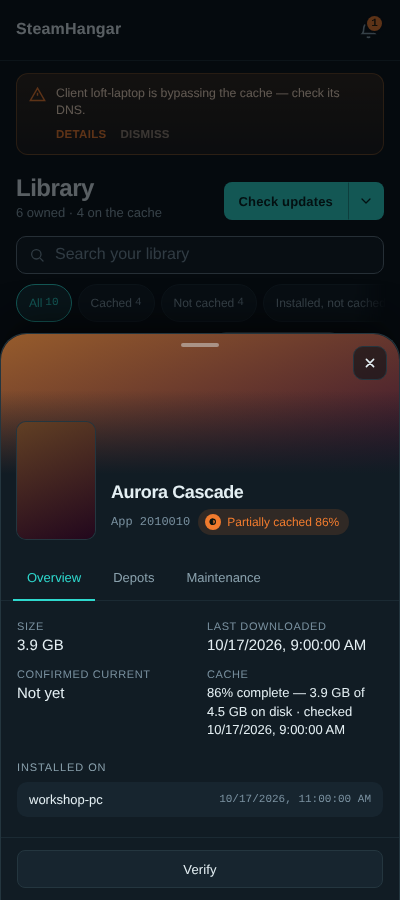 SteamHangar
1
Client loft-laptop is bypassing the cache — check its
DNS.
DETAILS DISMISS
Library
6 owned · 4 on the cache
Check updates
Search your library
All 10 Cached 4 Not cached 4 Installed, not cache
Aurora Cascade
App 2010010 Partially cached 86%
Overview Depots Maintenance
SIZE LAST DOWNLOADED
3.9 GB 10/17/2026, 9:00:00 AM
CONFIRMED CURRENT CACHE
Not yet 86% complete — 3.9 GB of
4.5 GB on disk · checked
10/17/2026, 9:00:00 AM
INSTALLED ON
workshop-pc 10/17/2026, 11:00:00 AM
Verify